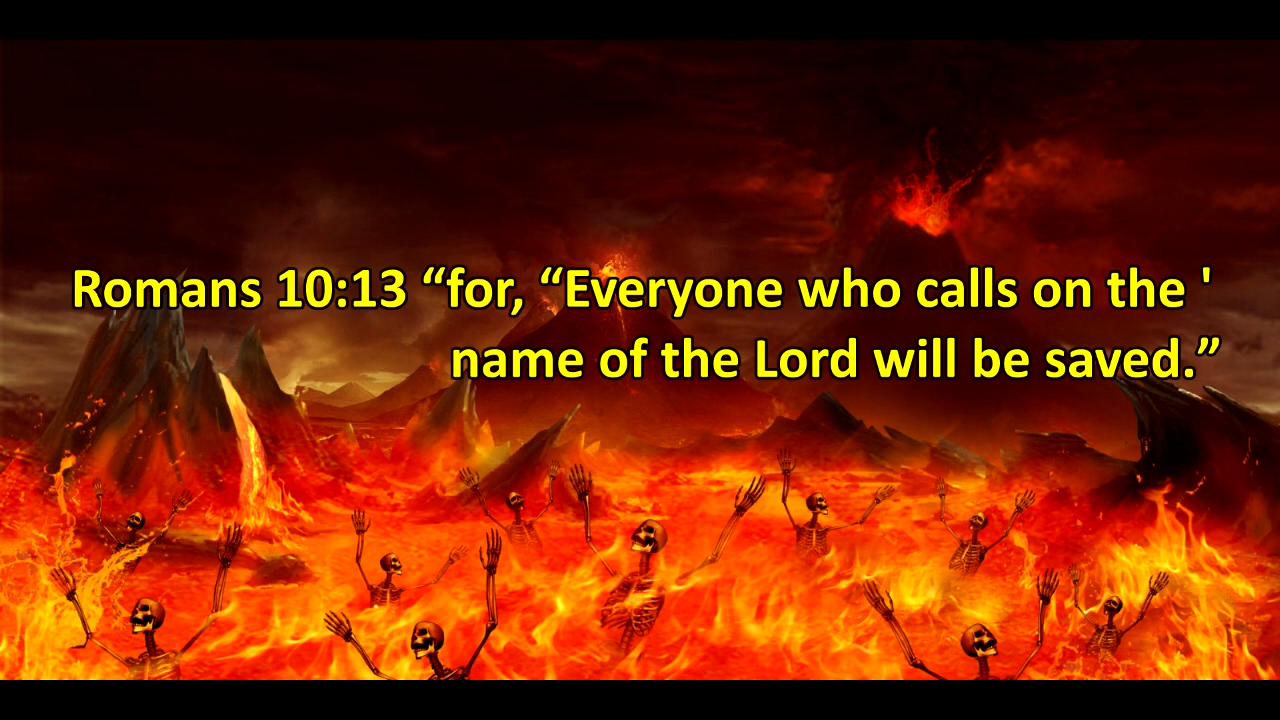 Romans 10:13 “for, “Everyone who calls on the '
name of the Lord will be saved.”